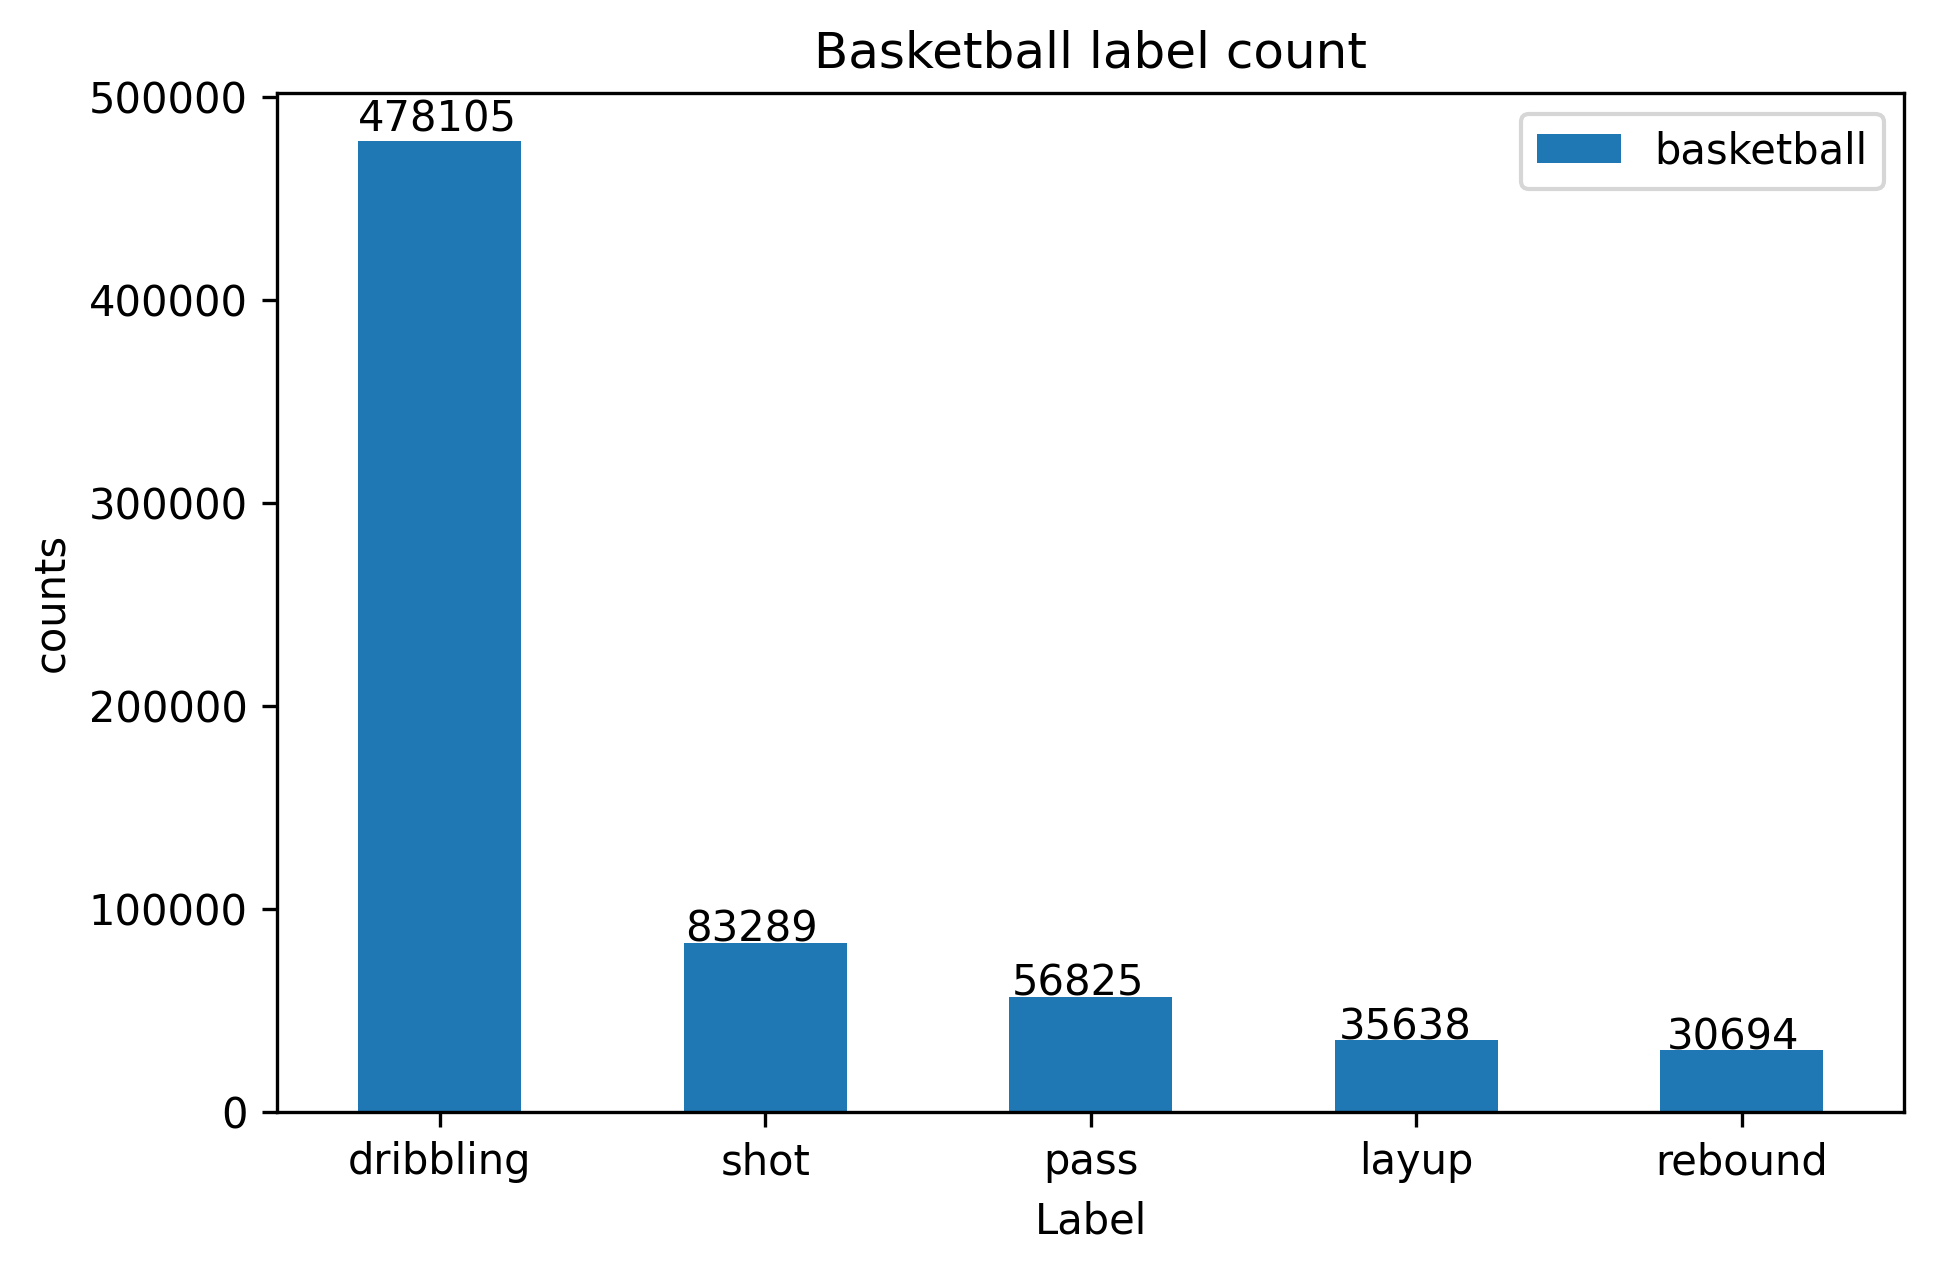 Basketball label count
500000
400000
300000
200000
100000
0
counts
478105
83289
56825
35638
30694
basketball
dribbling
shot
pass
layup
rebound
Label